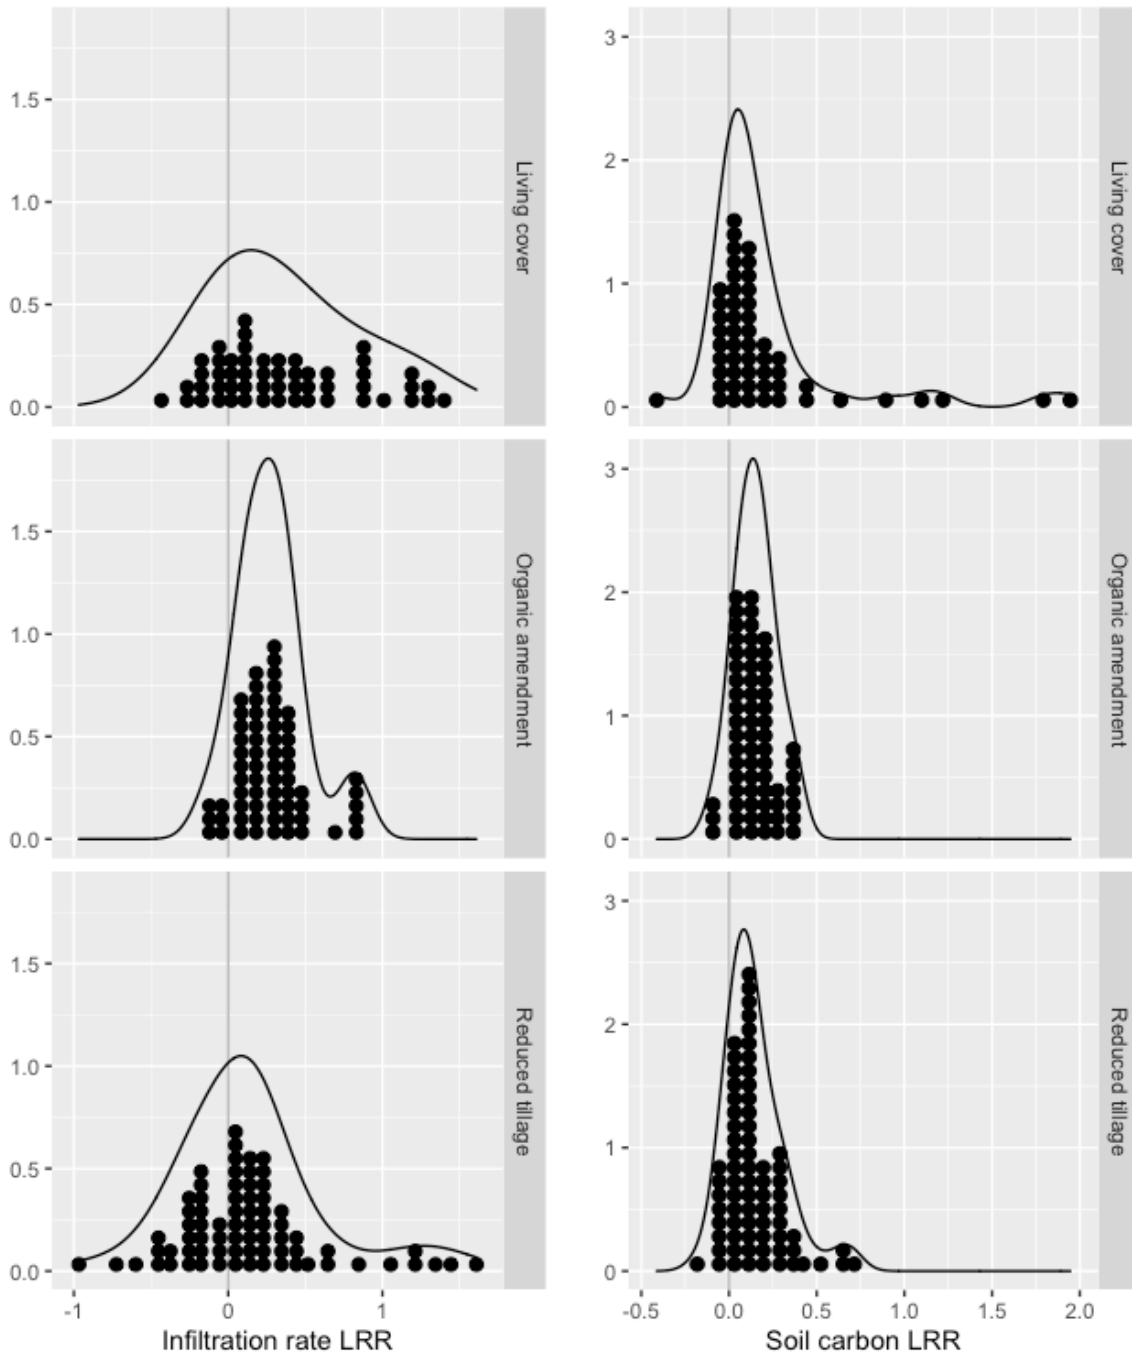 1.5
1.0
0.5
0.0
Living cover
3
2
1
0
Living cover
1.5
1.0
0.5
0.0
Organic amendment
3
2
1
0
Organic amendment
1.5
1.0
0.5
0.0
Reduced tillage
3
2
1
0
Reduced tillage
-1 0 1
Infiltration rate LRR
-0.5 0.0 0.5 1.0 1.5 2.0
Soil carbon LRR